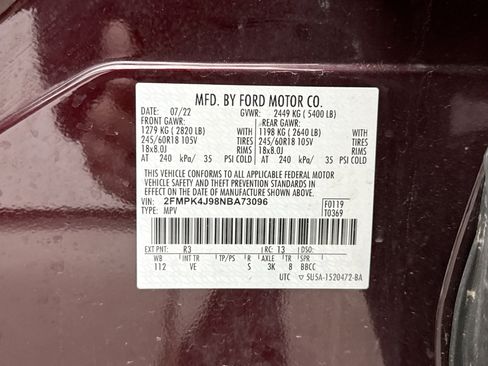 MFD. BY FORD MOTOR CO.
DATE: 07/22 GVWR: 2449 KG ( 5400 LB)
FRONT GAWR: REAR GAWR:
1279 KG ( 2820 LB) WITH 1198 KG ( 2640 LB) WITH
245/60R18 105V TIRES 245/60R18 105V TIRES
18x8.0J RIMS 18x8.0J RIMS
AT 240 kPa/ 35 PSI COLD AT 240 kPa/ 35 PSI COLD
THIS VEHICLE CONFORMS TO ALL APPLICABLE FEDERAL MOTOR
VEHICLE SAFETY AND THEFT PREVENTION STANDARDS IN
EFFECT ON THE DATE OF MANUFACTURE SHOWN ABOVE.
VIN: 2FMPK4J98NBA73096 F0119
TYPE: MPV T0369
EXT PNT: R3 RC: 13 DSO:
WB INT TR TP/PS R AXLE TR SPR
112 VE S 3K 8 BBCC
UTC ▽ 5U5A-1520472-BA